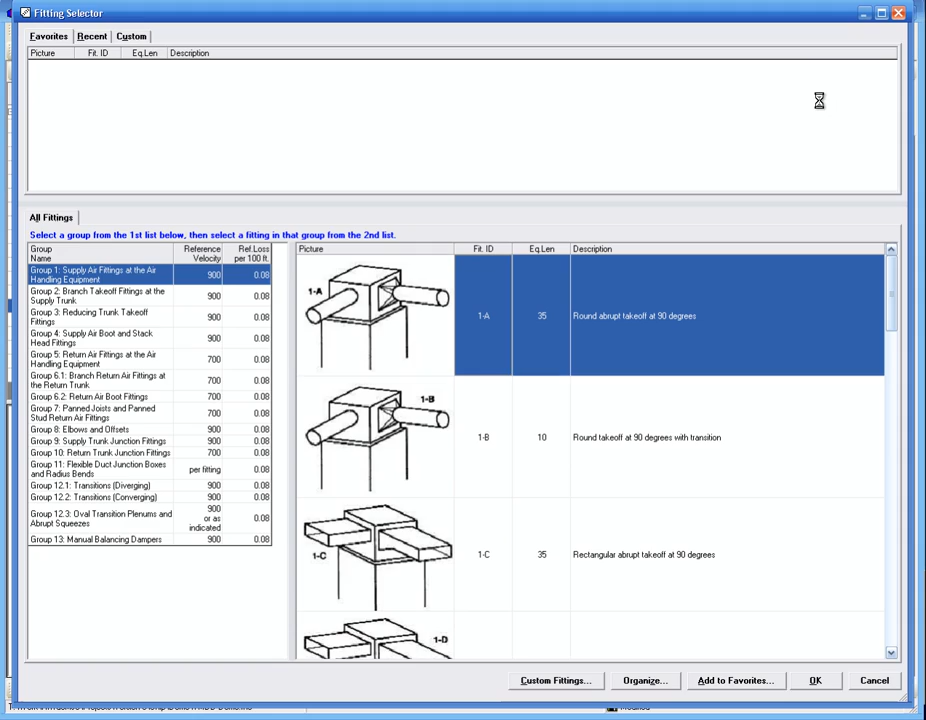 Fitting Selector
Favorites Recent Custom
Picture Fit. ID Eq.Len Description
All Fittings
Select a group from the 1st list below, then select a fitting in that group from the 2nd list.
Group Name Reference Velocity Ref.Loss per 100 ft.
Group 1: Supply Air Fittings at the Air Handling Equipment 900 0.08
Group 2: Branch Takeoff Fittings at the Supply Trunk 900 0.08
Group 3: Reducing Trunk Takeoff Fittings 900 0.08
Group 4: Supply Air Boot and Stack Head Fittings 900 0.08
Group 5: Return Air Fittings at the Air Handling Equipment 700 0.08
Group 6.1: Branch Return Air Fittings at the Return Trunk 700 0.08
Group 6.2: Return Air Boot Fittings 700 0.08
Group 7: Panned Joists and Panned Stud Return Air Fittings 700 0.08
Group 8: Elbows and Offsets 900 0.08
Group 9: Supply Trunk Junction Fittings 900 0.08
Group 10: Return Trunk Junction Fittings 700 0.08
Group 11: Flexible Duct Junction Boxes and Radius Bends per fitting 0.08
Group 12.1: Transitions (Diverging) 900 0.08
Group 12.2: Transitions (Converging) 900 0.08
Group 12.3: Oval Transition Plenums and Abrupt Squeezes 900 or as indicated 0.08
Group 13: Manual Balancing Dampers 900 0.08
Picture Fit. ID Eq.Len Description
1-A 1-A 35 Round abrupt takeoff at 90 degrees
1-B 1-B 10 Round takeoff at 90 degrees with transition
1-C 1-C 35 Rectangular abrupt takeoff at 90 degrees
1-D
Custom Fittings... Organize... Add to Favorites... OK Cancel